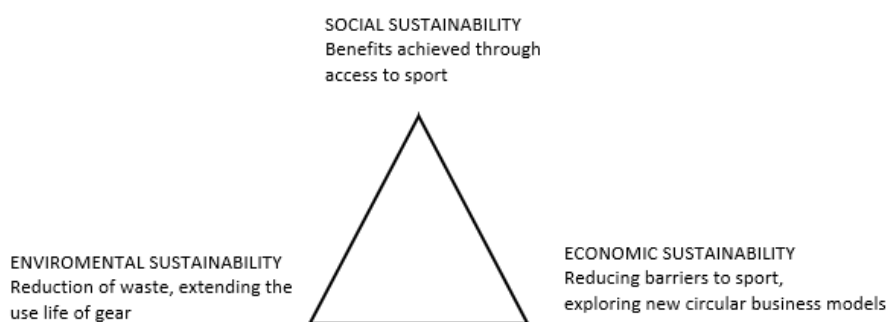 SOCIAL SUSTAINABILITY
Benefits achieved through
access to sport
ENVIROMENTAL SUSTAINABILITY
Reduction of waste, extending the
use life of gear
ECONOMIC SUSTAINABILITY
Reducing barriers to sport,
exploring new circular business models